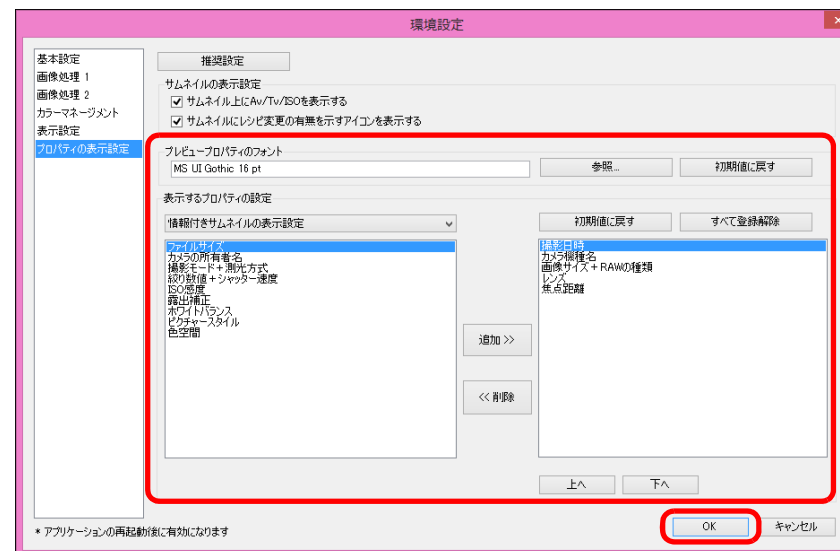 環境設定
基本設定
画像処理 1
画像処理 2
カラーマネージメント
表示設定
プロパティの表示設定
推奨設定
サムネイルの表示設定
サムネイル上にAv/Tv/ISOを表示する
サムネイルにレシピ変更の有無を示すアイコンを表示する
プレビュープロパティのフォント
MS UI Gothic 16 pt
参照...
初期値に戻す
表示するプロパティの設定
情報付きサムネイルの表示設定
初期値に戻す
すべて登録解除
ファイルサイズ
カメラの所有者名
撮影モード+測光方式
絞り数値+シャッター速度
ISO感度
露出補正
ホワイトバランス
ピクチャースタイル
色空間
追加 >>
<< 削除
撮影日時
カメラ機種名
画像サイズ+RAWの種類
レンズ
焦点距離
上へ
下へ
* アプリケーションの再起動後に有効になります
OK
キャンセル